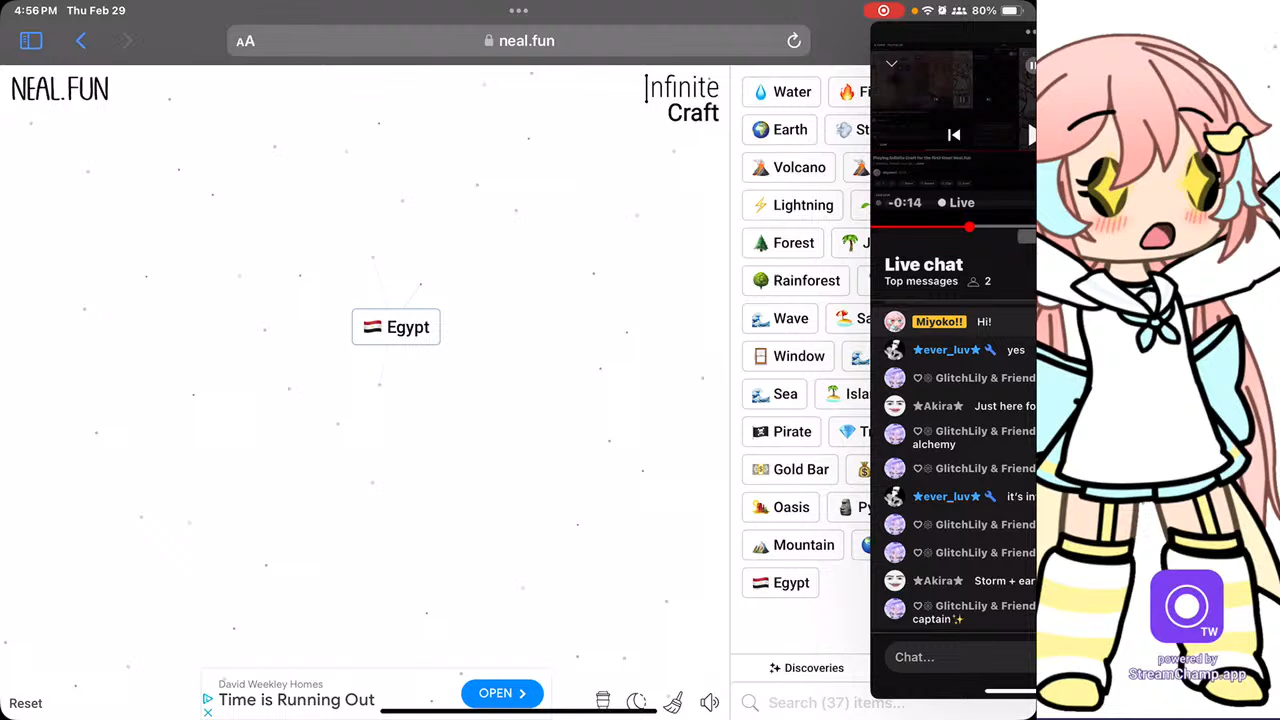 4:56 PM Thu Feb 29
80%
AA
neal.fun
NEAL.FUN
Infinite
Craft
Water
Earth
Volcano
Lightning
Forest
Rainforest
Wave
Window
Sea
Pirate
Gold Bar
Oasis
Mountain
Egypt
Egypt
-0:14
Live
Live chat
Top messages 2
Miyoko!! Hi!
★ever_luv★ yes
GlitchLily & Friend
★Akira★ Just here fo
GlitchLily & Friend
alchemy
GlitchLily & Friend
★ever_luv★ it's in
GlitchLily & Friend
GlitchLily & Friend
★Akira★ Storm + ear
GlitchLily & Friend
captain✨
Chat...
Discoveries
Search (37) items...
Reset
David Weekley Homes
Time is Running Out
OPEN
TW
powered by
StreamChamp.app